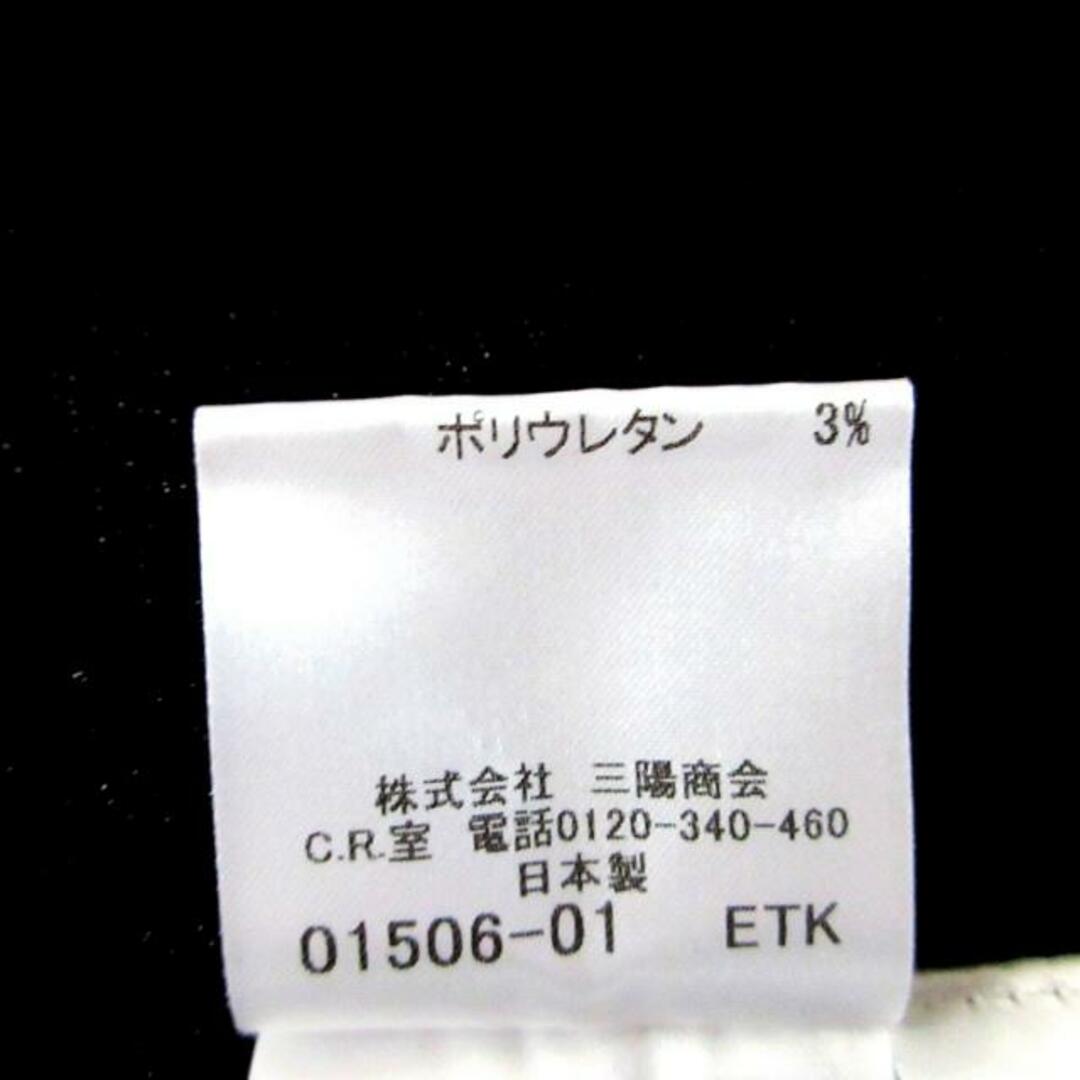 ポリウレタン 3%
株式会社 三陽商会
C.R.室 電話0120-340-460
日本製
01506-01 ETK